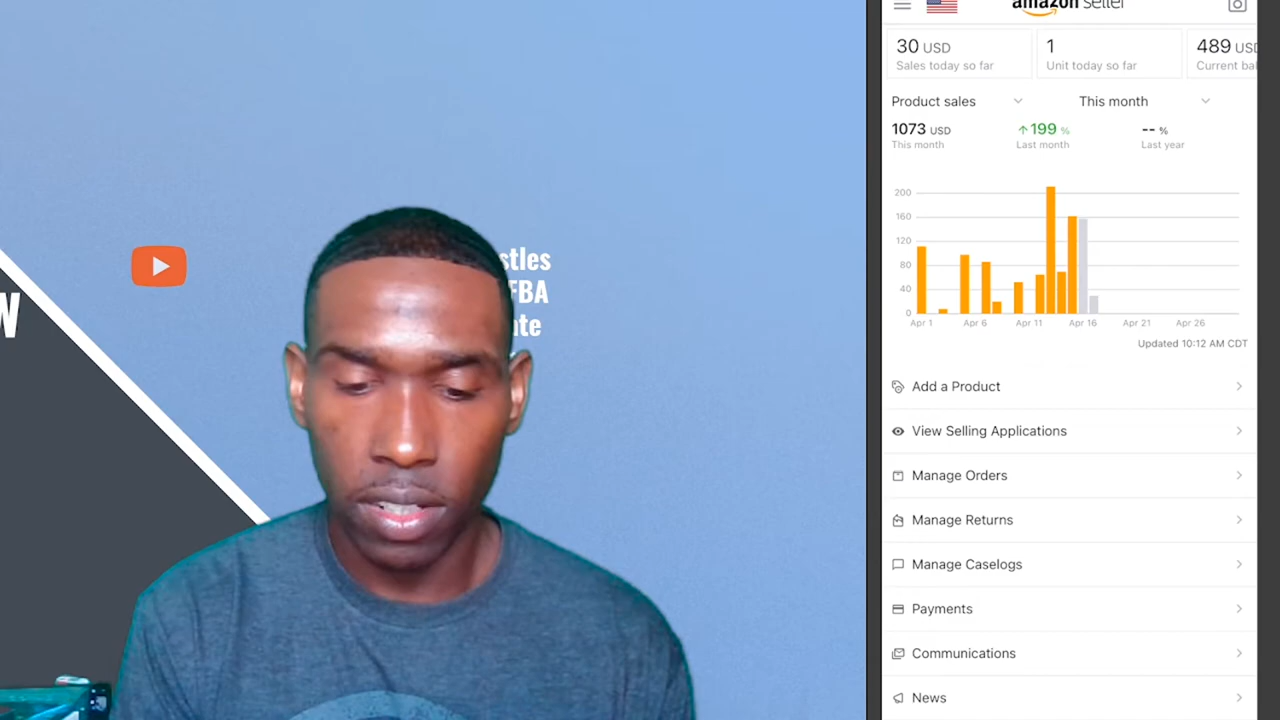 W
stles
FBA
ate
amazon seller
30 USD
Sales today so far
1
Unit today so far
489 USD
Current bal
Product sales
This month
1073 USD
This month
↑199 %
Last month
-- %
Last year
200
160
120
80
40
0
Apr 1
Apr 6
Apr 11
Apr 16
Apr 21
Apr 26
Updated 10:12 AM CDT
Add a Product
View Selling Applications
Manage Orders
Manage Returns
Manage Caselogs
Payments
Communications
News